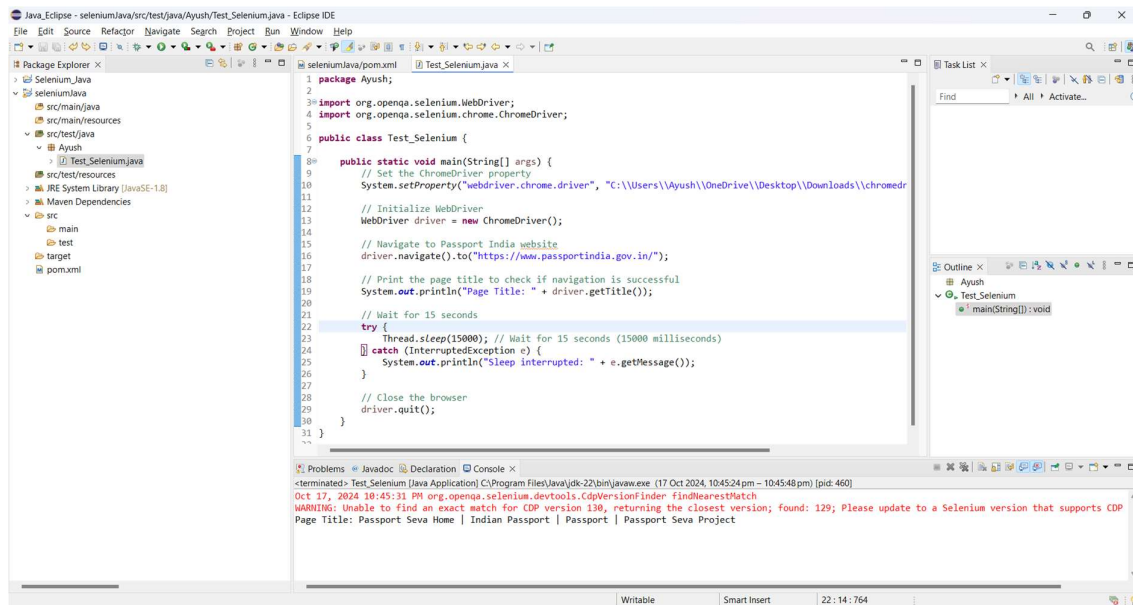 Java_Eclipse - seleniumJava/src/test/java/Ayush/Test_Selenium.java - Eclipse IDE
File Edit Source Refactor Navigate Search Project Run Window Help
Package Explorer
Selenium_Java
seleniumJava
src/main/java
src/main/resources
src/test/java
Ayush
Test_Selenium.java
src/test/resources
JRE System Library [JavaSE-1.8]
Maven Dependencies
src
main
test
target
pom.xml
seleniumJava/pom.xml Test_Selenium.java
1 package Ayush;
2
3 import org.openqa.selenium.WebDriver;
4 import org.openqa.selenium.chrome.ChromeDriver;
5
6 public class Test_Selenium {
7
8 public static void main(String[] args) {
9 // Set the ChromeDriver property
10 System.setProperty("webdriver.chrome.driver", "C:\\Users\\Ayush\\OneDrive\\Desktop\\Downloads\\chromedr
11
12 // Initialize WebDriver
13 WebDriver driver = new ChromeDriver();
14
15 // Navigate to Passport India website
16 driver.navigate().to("https://www.passportindia.gov.in/");
17
18 // Print the page title to check if navigation is successful
19 System.out.println("Page Title: " + driver.getTitle());
20
21 // Wait for 15 seconds
22 try {
23 Thread.sleep(15000); // Wait for 15 seconds (15000 milliseconds)
24 } catch (InterruptedException e) {
25 System.out.println("Sleep interrupted: " + e.getMessage());
26 }
27
28 // Close the browser
29 driver.quit();
30 }
31 }
Task List
Find All Activate...
Outline
Ayush
Test_Selenium
main(String[]) : void
Problems Javadoc Declaration Console
<terminated> Test_Selenium [Java Application] C:\Program Files\Java\jdk-22\bin\javaw.exe (17 Oct 2024, 10:45:24 pm – 10:45:48 pm) [pid: 460]
Oct 17, 2024 10:45:31 PM org.openqa.selenium.devtools.CdpVersionFinder findNearestMatch
WARNING: Unable to find an exact match for CDP version 130, returning the closest version; found: 129; Please update to a Selenium version that supports CDP
Page Title: Passport Seva Home | Indian Passport | Passport | Passport Seva Project
Writable Smart Insert 22 : 14 : 764